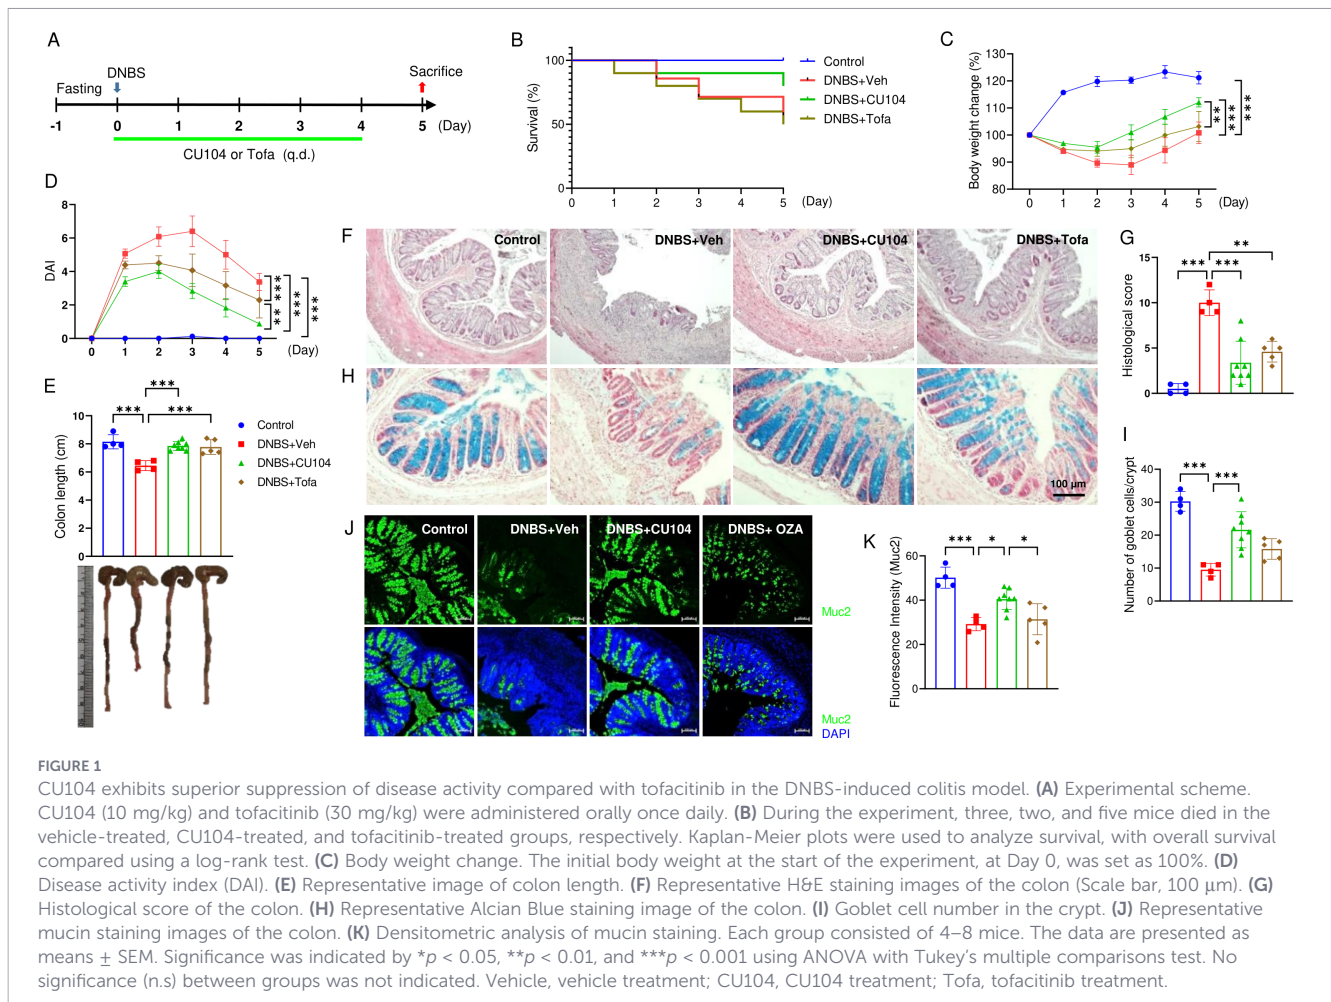 A
DNBS
Sacrifice
Fasting
-1 0 1 2 3 4 5 (Day)
CU104 or Tofa (q.d.)
B
Survival (%)
100
50
0
0 1 2 3 4 5 (Day)
Control
DNBS+Veh
DNBS+CU104
DNBS+Tofa
C
Body weight change (%)
130
120
110
100
90
80
0 1 2 3 4 5 (Day)
**
***
***
D
DAI
8
6
4
2
0
0 1 2 3 4 5 (Day)
***
**
***
***
E
Colon length (cm)
10
8
6
4
2
0
***
*** ***
Control
DNBS+Veh
DNBS+CU104
DNBS+Tofa
F
Control DNBS+Veh DNBS+CU104 DNBS+Tofa
G
Histological score
15
10
5
0
**
*** ***
H
100 µm
I
Number of goblet cells/crypt
40
30
20
10
0
***
***
J
Control DNBS+Veh DNBS+CU104 DNBS+ OZA
Muc2
Muc2
DAPI
K
Fluorescence Intensity (Muc2)
60
40
20
0
*** * *
FIGURE 1
CU104 exhibits superior suppression of disease activity compared with tofacitinib in the DNBS-induced colitis model. (A) Experimental scheme.
CU104 (10 mg/kg) and tofacitinib (30 mg/kg) were administered orally once daily. (B) During the experiment, three, two, and five mice died in the
vehicle-treated, CU104-treated, and tofacitinib-treated groups, respectively. Kaplan-Meier plots were used to analyze survival, with overall survival
compared using a log-rank test. (C) Body weight change. The initial body weight at the start of the experiment, at Day 0, was set as 100%. (D)
Disease activity index (DAI). (E) Representative image of colon length. (F) Representative H&E staining images of the colon (Scale bar, 100 µm). (G)
Histological score of the colon. (H) Representative Alcian Blue staining image of the colon. (I) Goblet cell number in the crypt. (J) Representative
mucin staining images of the colon. (K) Densitometric analysis of mucin staining. Each group consisted of 4–8 mice. The data are presented as
means ± SEM. Significance was indicated by *p < 0.05, **p < 0.01, and ***p < 0.001 using ANOVA with Tukey's multiple comparisons test. No
significance (n.s) between groups was not indicated. Vehicle, vehicle treatment; CU104, CU104 treatment; Tofa, tofacitinib treatment.